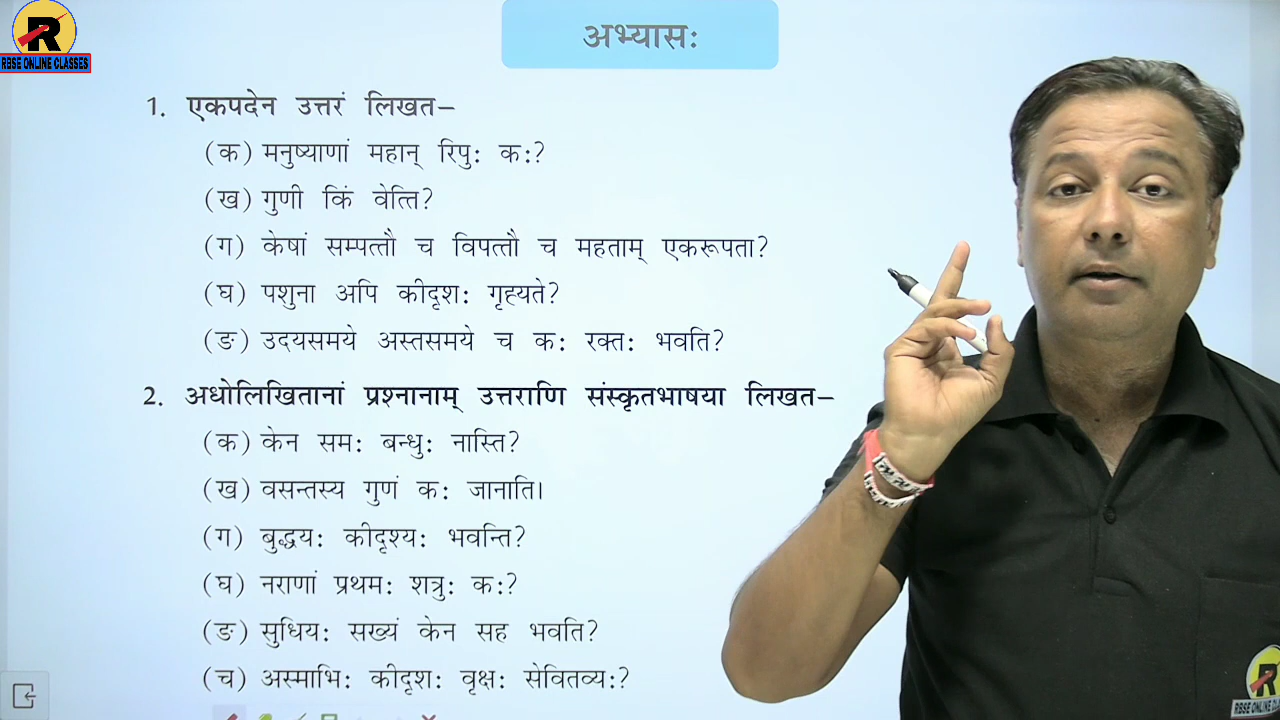 RBSE ONLINE CLASSES
अभ्यासः
1. एकपदेन उत्तरं लिखत–
(क) मनुष्याणां महान् रिपुः कः?
(ख) गुणी किं वेत्ति?
(ग) केषां सम्पत्तौ च विपत्तौ च महताम् एकरूपता?
(घ) पशुना अपि कीदृशः गृह्यते?
(ङ) उदयसमये अस्तसमये च कः रक्तः भवति?
2. अधोलिखितानां प्रश्नानाम् उत्तराणि संस्कृतभाषया लिखत–
(क) केन समः बन्धुः नास्ति?
(ख) वसन्तस्य गुणं कः जानाति।
(ग) बुद्धयः कीदृश्यः भवन्ति?
(घ) नराणां प्रथमः शत्रुः कः?
(ङ) सुधियः सख्यं केन सह भवति?
(च) अस्माभिः कीदृशः वृक्षः सेवितव्यः?
RBSE ONLINE